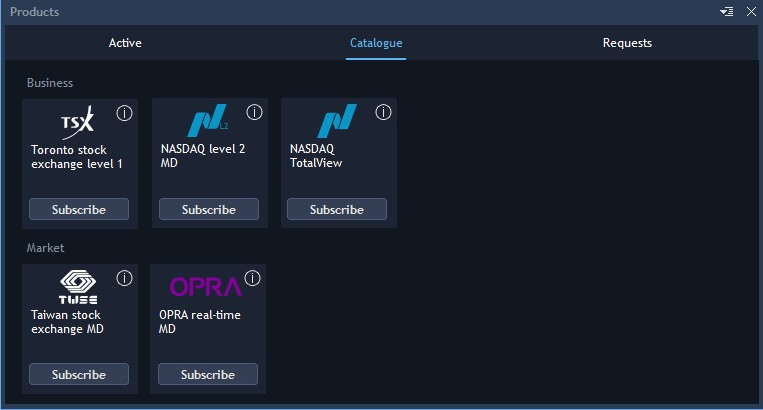 Products
Active Catalogue Requests
Business
TSX
Toronto stock
exchange level 1
Subscribe
L2
NASDAQ level 2
MD
Subscribe
NASDAQ
TotalView
Subscribe
Market
TWSE
Taiwan stock
exchange MD
Subscribe
OPRA
OPRA real-time
MD
Subscribe